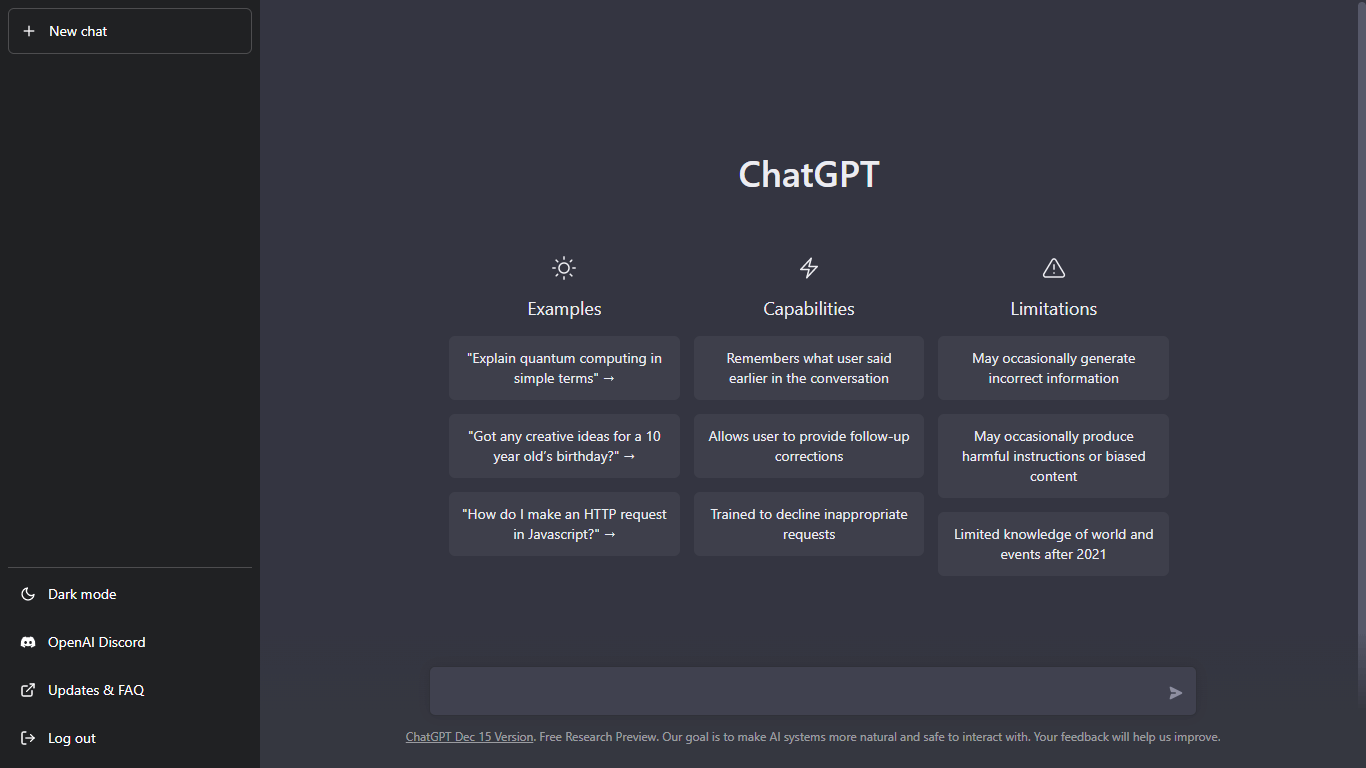 New chat
ChatGPT
Examples
"Explain quantum computing in
simple terms" →
"Got any creative ideas for a 10
year old's birthday?" →
"How do I make an HTTP request
in Javascript?" →
Capabilities
Remembers what user said
earlier in the conversation
Allows user to provide follow-up
corrections
Trained to decline inappropriate
requests
Limitations
May occasionally generate
incorrect information
May occasionally produce
harmful instructions or biased
content
Limited knowledge of world and
events after 2021
Dark mode
OpenAI Discord
Updates & FAQ
Log out
ChatGPT Dec 15 Version. Free Research Preview. Our goal is to make AI systems more natural and safe to interact with. Your feedback will help us improve.